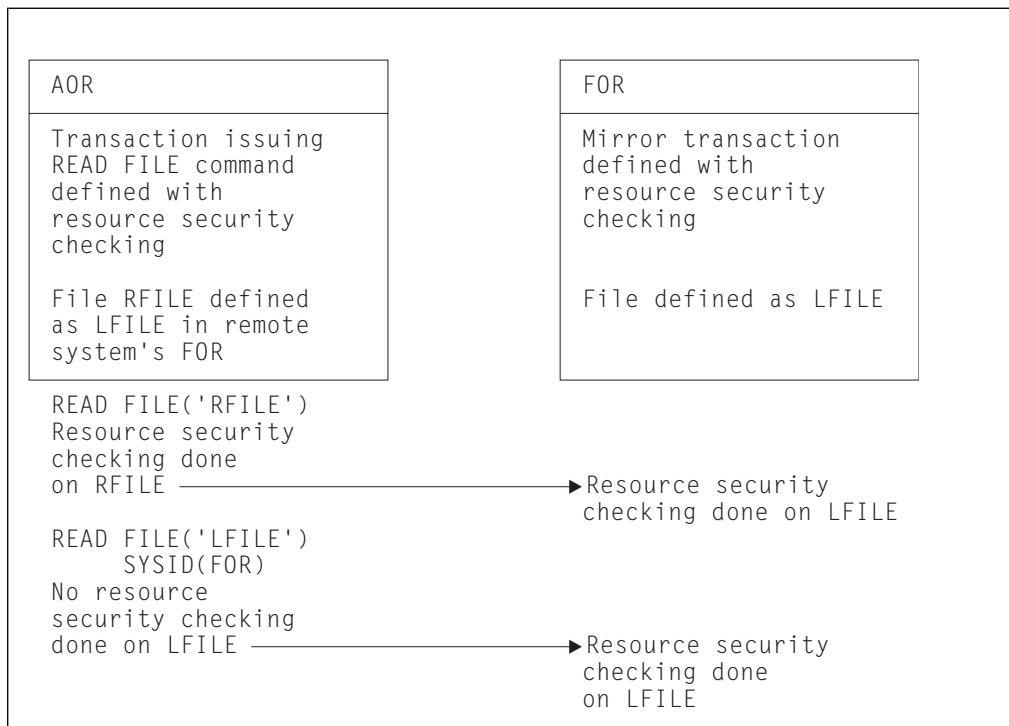 AOR
Transaction issuing
READ FILE command
defined with
resource security
checking
File RFILE defined
as LFILE in remote
system's FOR
FOR
Mirror transaction
defined with
resource security
checking
File defined as LFILE
READ FILE('RFILE')
Resource security
checking done
on RFILE
Resource security
checking done on LFILE
READ FILE('LFILE')
SYSID(FOR)
No resource
security checking
done on LFILE
Resource security
checking done
on LFILE